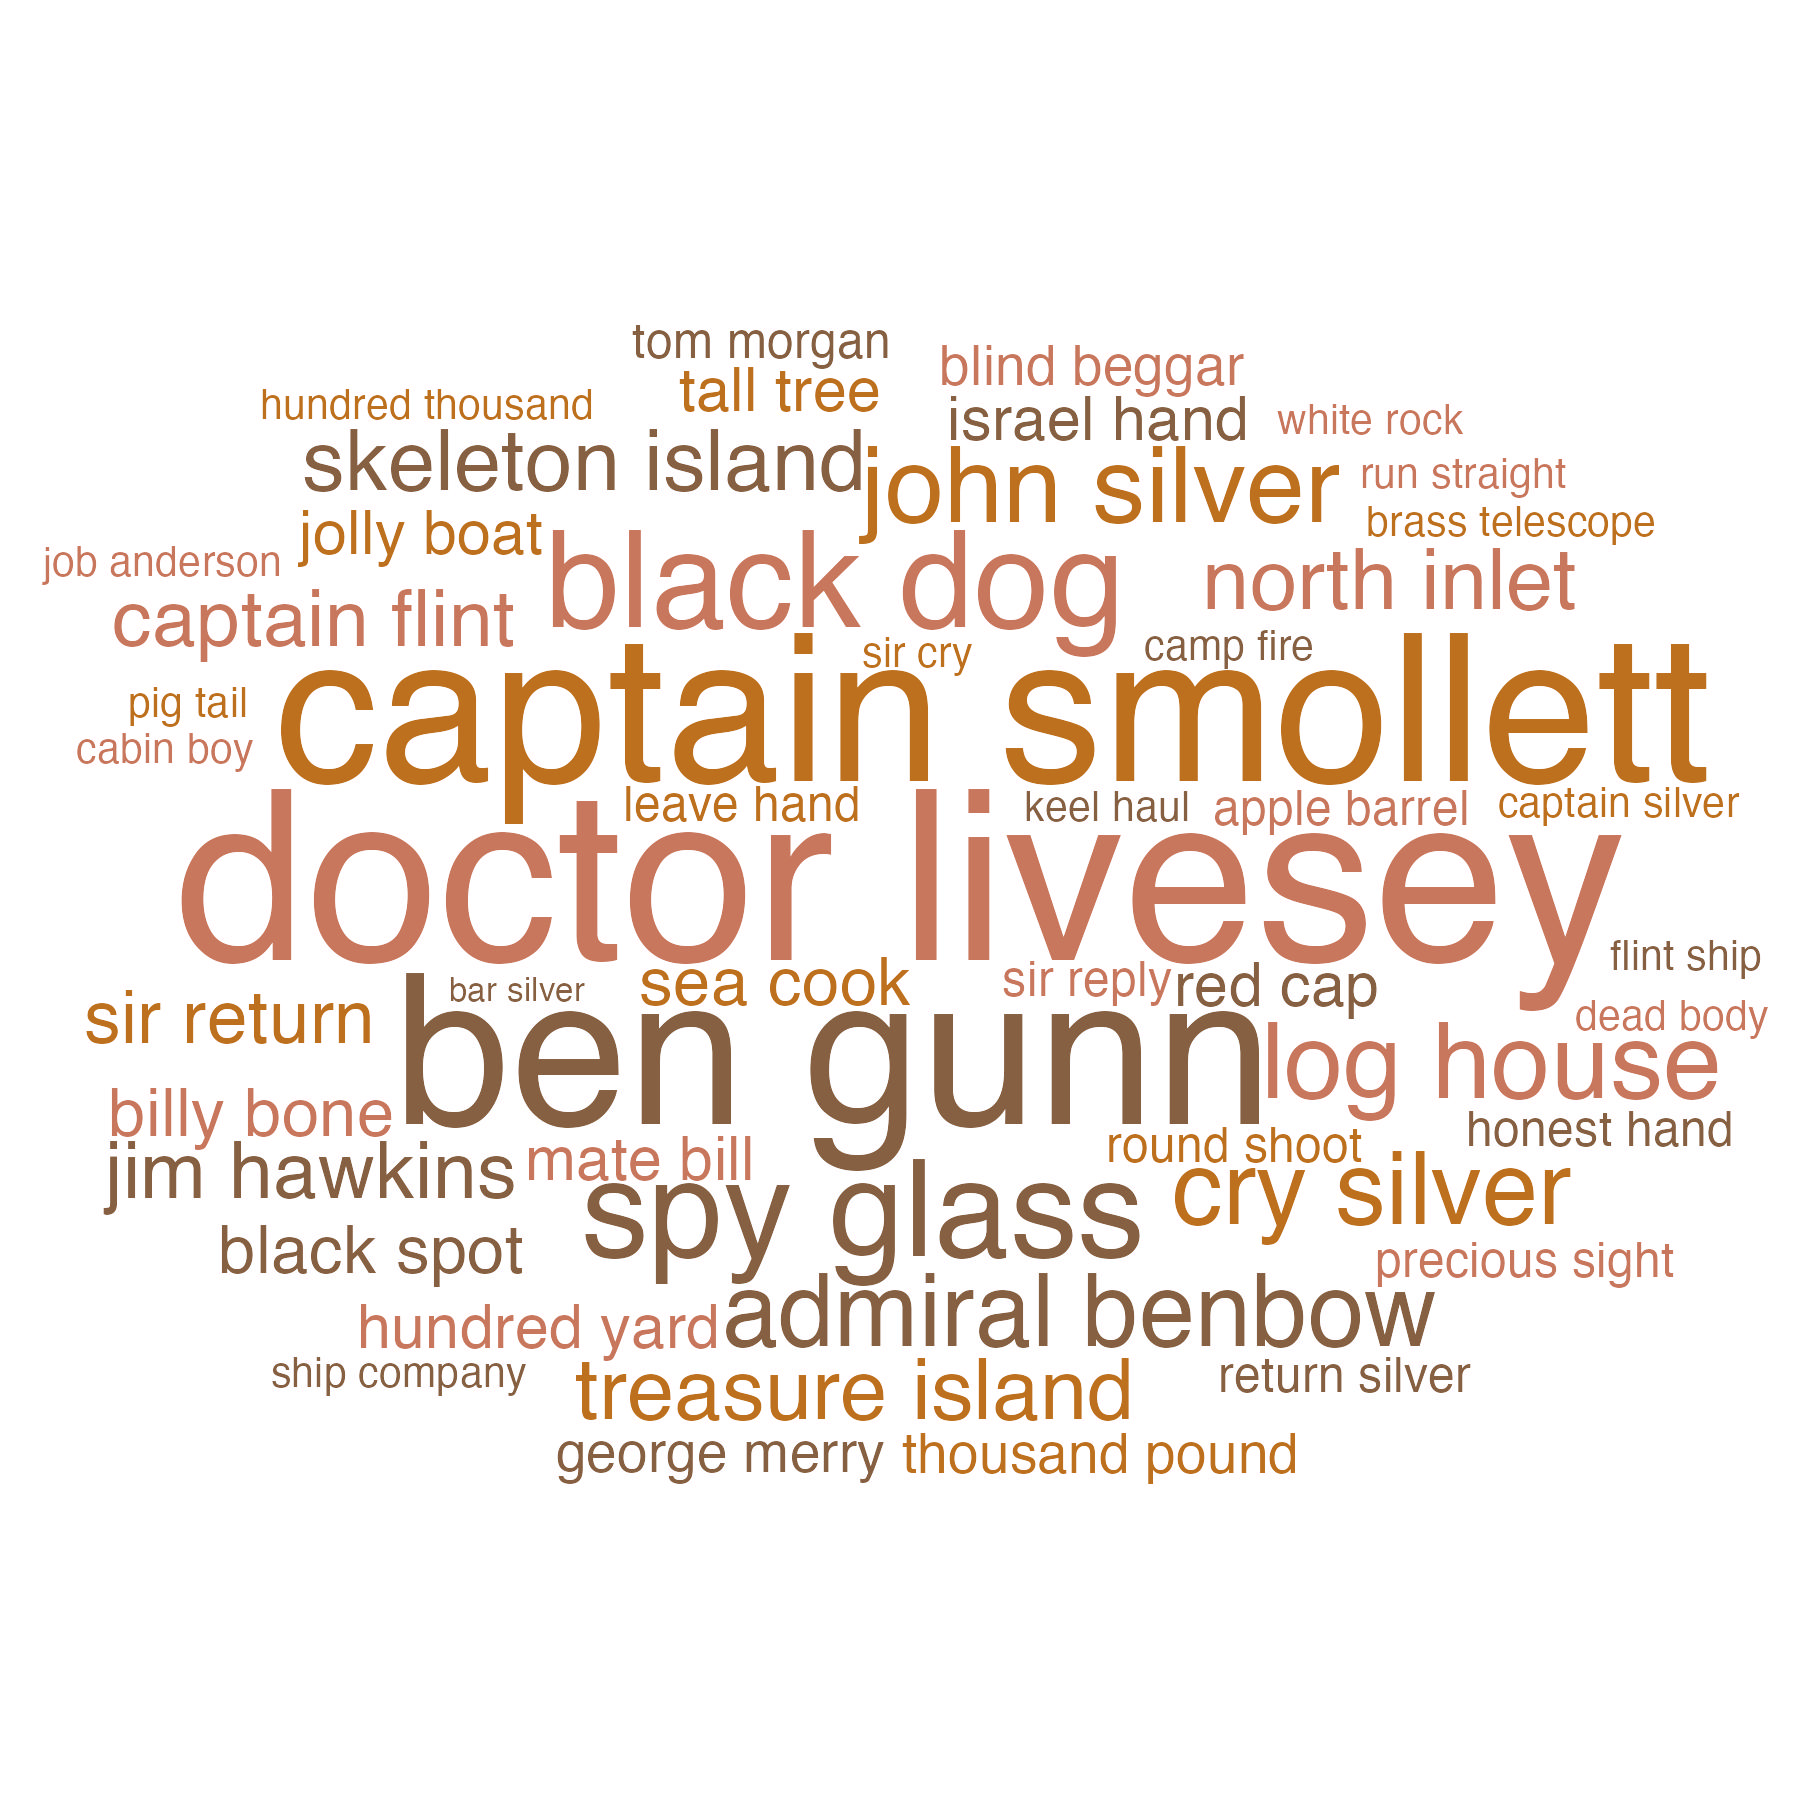 tom morgan
blind beggar
tall tree
hundred thousand
israel hand
white rock
skeleton island
john silver
run straight
jolly boat
brass telescope
job anderson
black dog
north inlet
captain flint
sir cry
camp fire
pig tail
captain smollett
cabin boy
leave hand
keel haul
apple barrel
captain silver
doctor livesey
flint ship
bar silver
sea cook
sir reply
red cap
sir return
dead body
ben gunn
log house
billy bone
honest hand
jim hawkins
mate bill
round shoot
spy glass
cry silver
black spot
precious sight
hundred yard
admiral benbow
ship company
treasure island
return silver
george merry
thousand pound